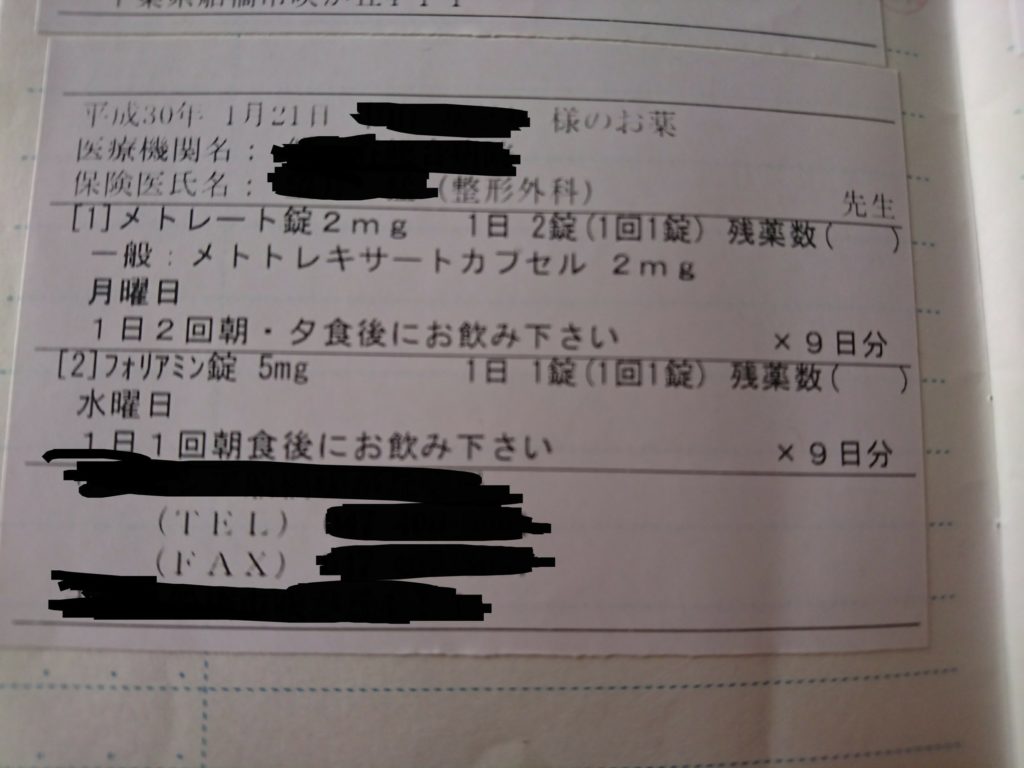 平成30年 1月21日 様のお薬
医療機関名：
保険医氏名： (整形外科) 先生
[1]メトレート錠２ｍｇ 1日 2錠(1回1錠) 残薬数( )
一般：メトトレキサートカプセル ２ｍｇ
月曜日
１日２回朝・夕食後にお飲み下さい ×９日分
[2]フォリアミン錠 5mg 1日 1錠(1回1錠) 残薬数( )
水曜日
１日１回朝食後にお飲み下さい ×９日分
(ＴＥＬ)
(ＦＡＸ)